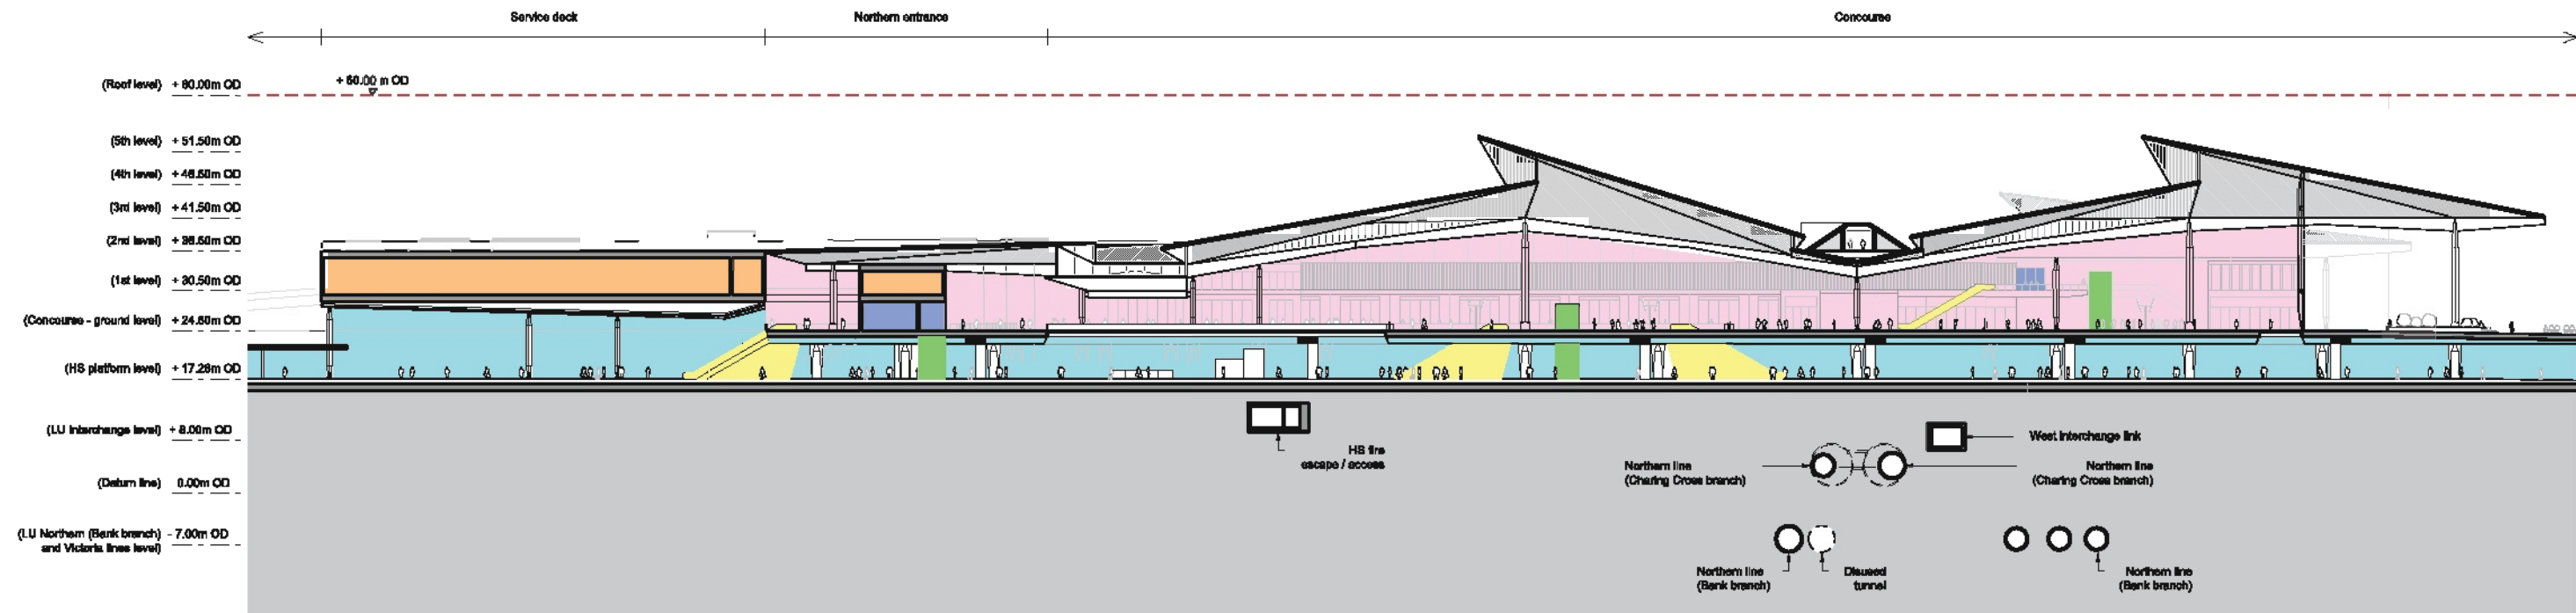 Service deck
Northern entrance
Concourse
(Roof level) + 60.00m OD
+ 60.00 m OD
(5th level) + 51.50m OD
(4th level) + 46.50m OD
(3rd level) + 41.50m OD
(2nd level) + 36.50m OD
(1st level) + 30.50m OD
(Concourse - ground level) + 24.60m OD
(HS platform level) + 17.26m OD
(LU Interchange level) + 8.00m OD
HS fire
escape / access
West interchange link
Northern line
(Charing Cross branch)
Northern line
(Charing Cross branch)
(Datum line) 0.00m OD
(LU Northern (Bank branch) - 7.00m OD
and Victoria lines level)
Northern line
(Bank branch)
Disused
tunnel
Northern line
(Bank branch)